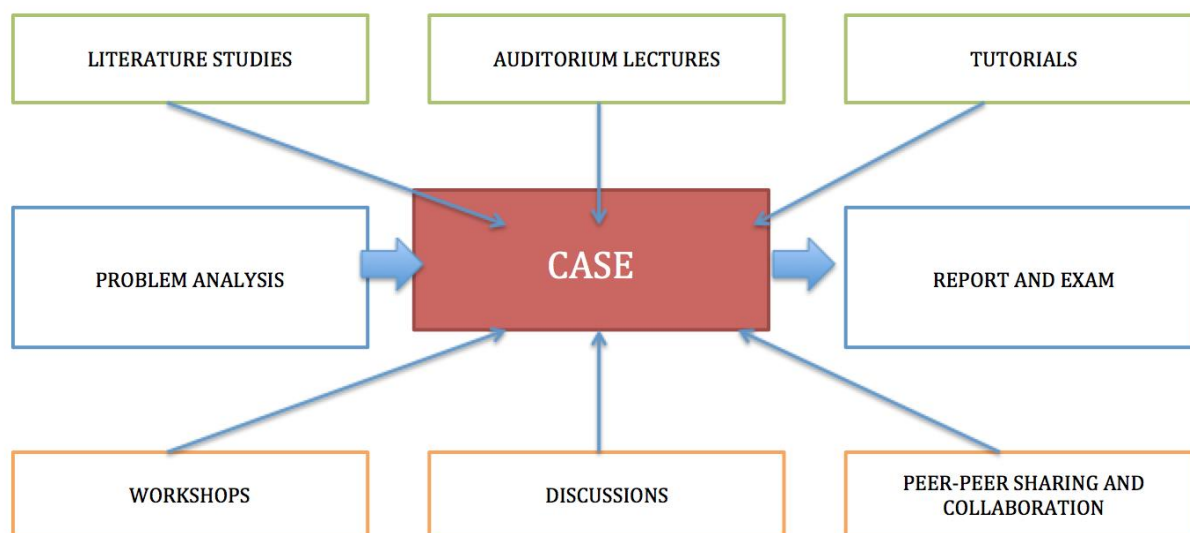 LITERATURE STUDIES
AUDITORIUM LECTURES
TUTORIALS
PROBLEM ANALYSIS
CASE
REPORT AND EXAM
WORKSHOPS
DISCUSSIONS
PEER-PEER SHARING AND
COLLABORATION